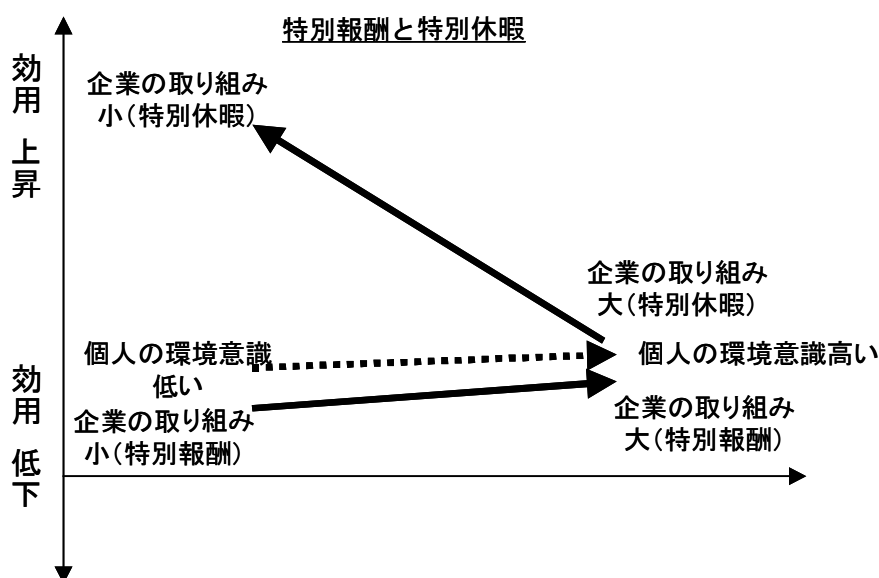 特別報酬と特別休暇
効用 上昇
企業の取り組み
小(特別休暇)
企業の取り組み
大(特別休暇)
個人の環境意識
低い
個人の環境意識高い
効用 低下
企業の取り組み
小(特別報酬)
企業の取り組み
大(特別報酬)